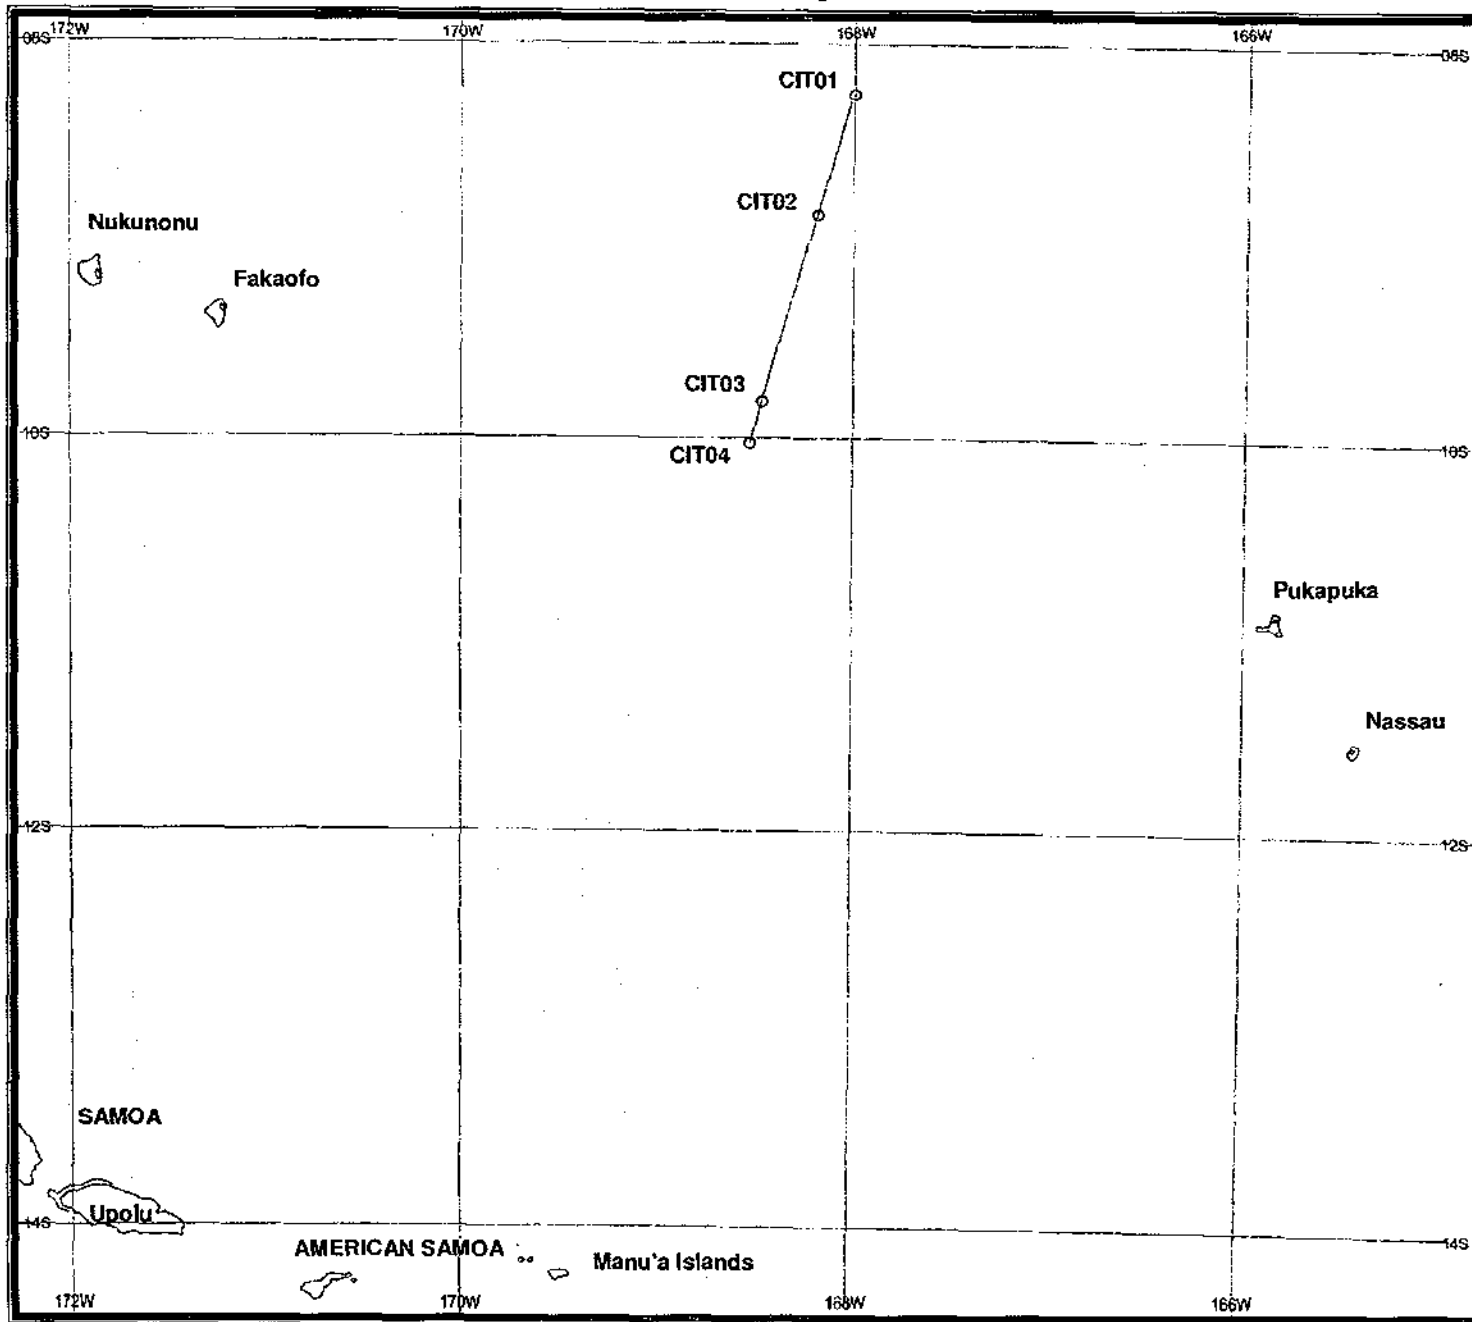 172W
170W
168W
166W
08S
08S
CIT01
CIT02
Nukunonu
Fakaofo
CIT03
10S
10S
CIT04
Pukapuka
Nassau
12S
12S
SAMOA
Upolu
14S
14S
AMERICAN SAMOA
Manu'a Islands
172W
170W
168W
166W